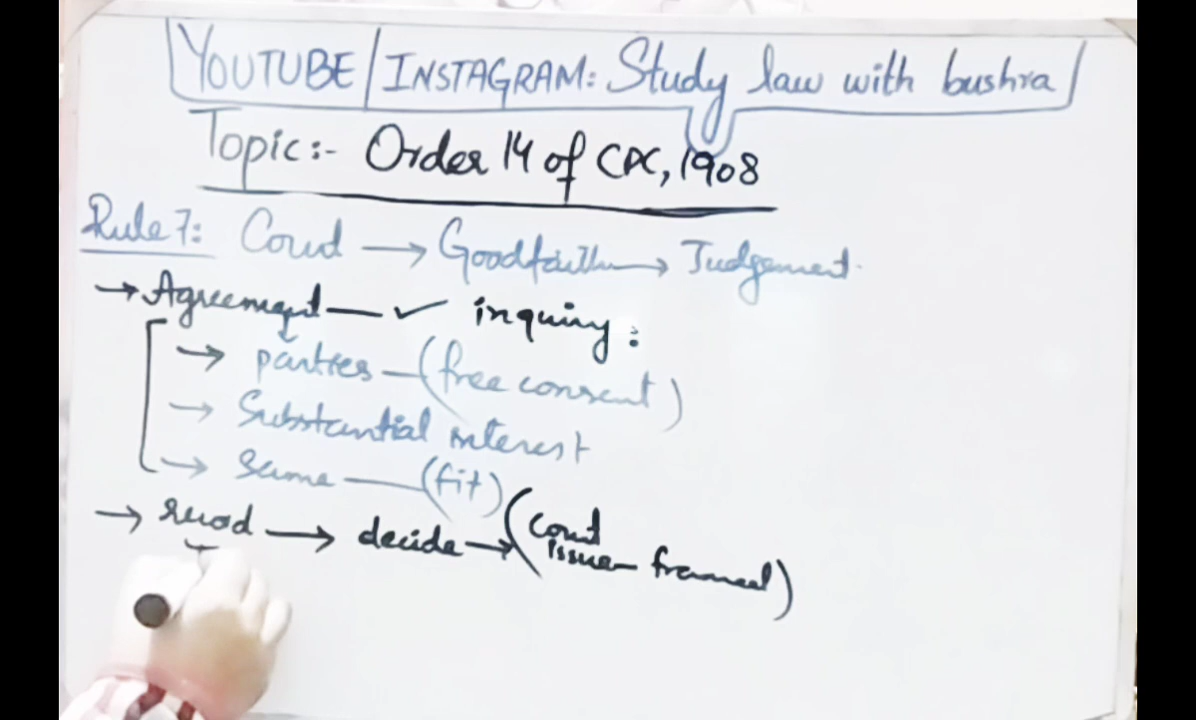 YOUTUBE/INSTAGRAM: Study law with bushra
Topic:- Order 14 of CPC, 1908
Rule 7: Court → Goodfaith → Judgement.
→ Agreement — ✓ inquiry:
→ parties — (free consent)
→ Substantial interest
→ same — (fit)
→ record → decide → (Court
issue framed)